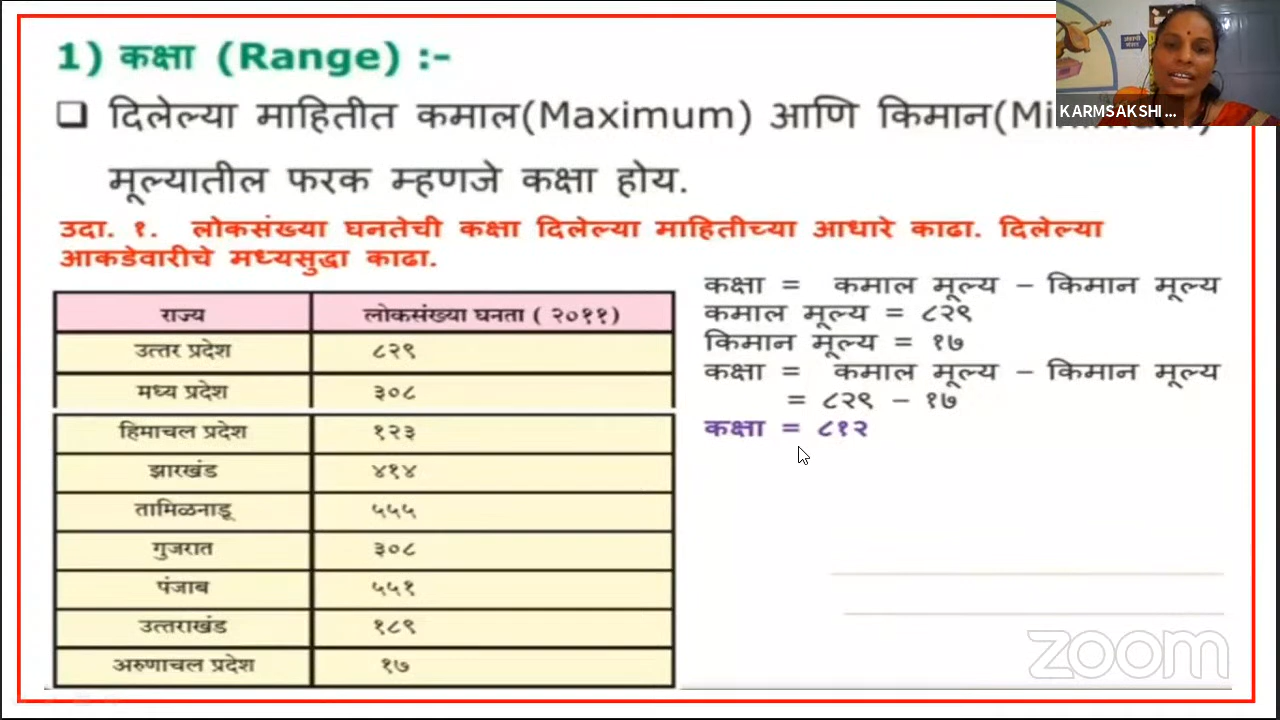 1) कक्षा (Range) :-
❑ दिलेल्या माहितीत कमाल(Maximum) आणि किमान
मूल्यातील फरक म्हणजे कक्षा होय.
उदा. १. लोकसंख्या घनतेची कक्षा दिलेल्या माहितीच्या आधारे काढा. दिलेल्या
आकडेवारीचे मध्यसुद्धा काढा.
राज्य लोकसंख्या घनता ( २०११)
उत्तर प्रदेश ८२९
मध्य प्रदेश ३०८
हिमाचल प्रदेश १२३
झारखंड ४१४
तामिळनाडू ५५५
गुजरात ३०८
पंजाब ५५१
उत्तराखंड १८९
अरुणाचल प्रदेश १७
कक्षा = कमाल मूल्य – किमान मूल्य
कमाल मूल्य = ८२९
किमान मूल्य = १७
कक्षा = कमाल मूल्य – किमान मूल्य
= ८२९ – १७
कक्षा = ८१२
KARMSAKSHI ...
zoom